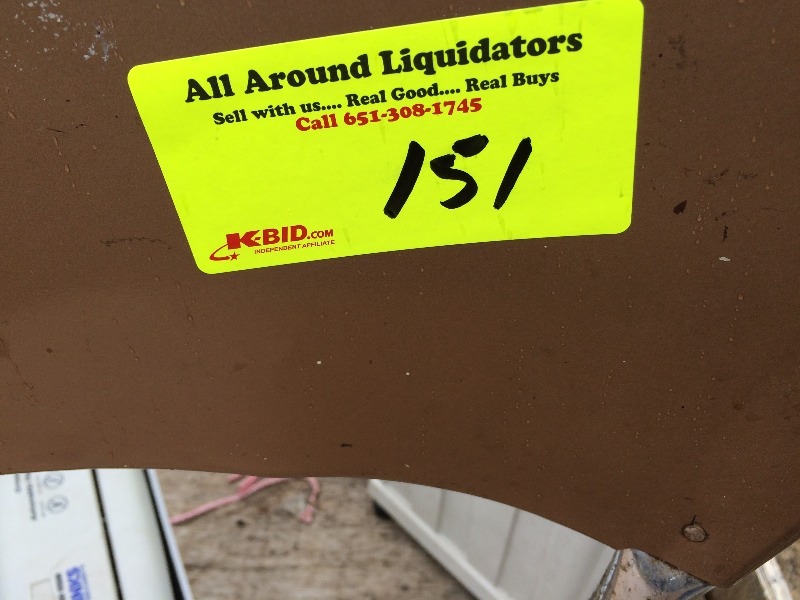 All Around Liquidators
Sell with us.... Real Good.... Real Buys
Call 651-308-1745
151
K-BID.COM
INDEPENDENT AFFILIATE